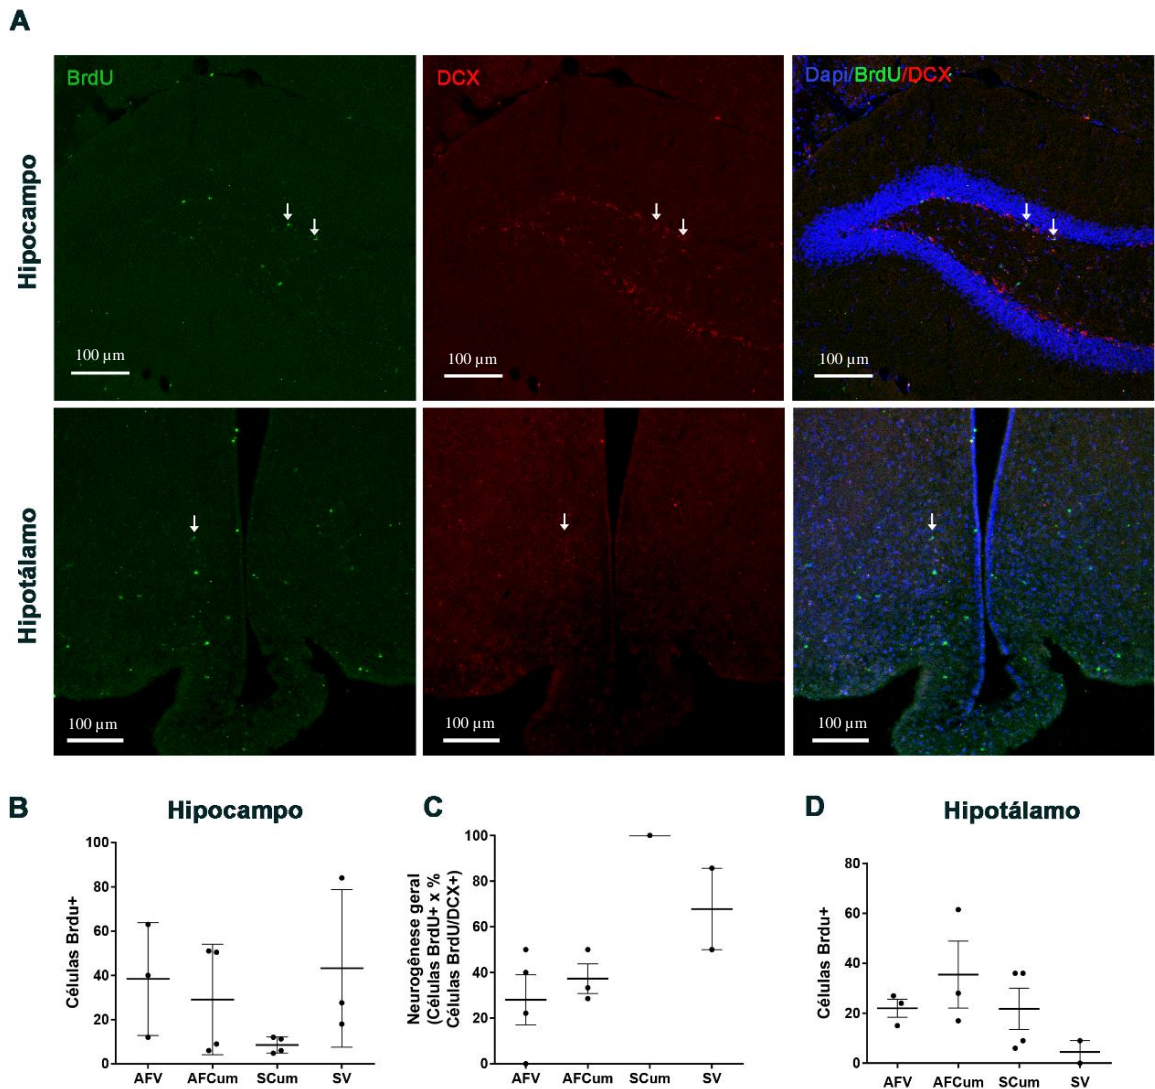 A
BrdU
DCX
Dapi/BrdU/DCX
Hipocampo
100 µm
100 µm
100 µm
Hipotálamo
100 µm
100 µm
100 µm
B
Hipocampo
Células Brdu+
100
80
60
40
20
0
AFV AFCum SCum SV
C
Neurogênese geral
(Células BrdU+ x %
Células BrdU/DCX+)
100
80
60
40
20
0
AFV AFCum SCum SV
D
Hipotálamo
Células Brdu+
80
60
40
20
0
AFV AFCum SCum SV